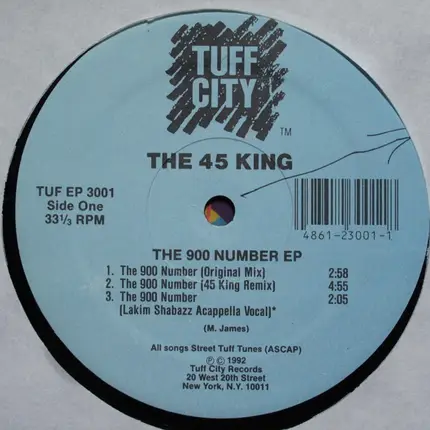 TUFF
CITY
TM
THE 45 KING
TUF EP 3001
Side One
33⅓ RPM
4861-23001-1
THE 900 NUMBER EP
1. The 900 Number (Original Mix) 2:58
2. The 900 Number (45 King Remix) 4:55
3. The 900 Number 2:05
(Lakim Shabazz Acappella Vocal)*
(M. James)
All songs Street Tuff Tunes (ASCAP)
℗ © 1992
Tuff City Records
20 West 20th Street
New York, N.Y. 10011